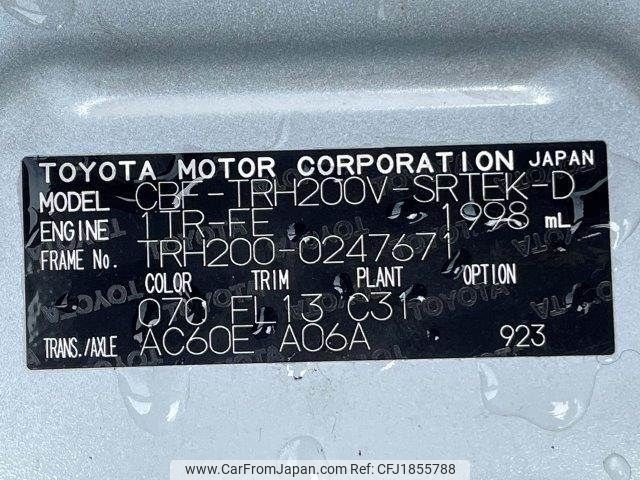 TOYOTA MOTOR CORPORATION JAPAN
MODEL CBF-TRH200V-SRTEK-D
ENGINE 1TR-FE 1998 mL
FRAME No. TRH200-0247671
COLOR TRIM PLANT OPTION
070 FL13 C31
TRANS./AXLE AC60E A06A 923
www.CarFromJapan.com Ref No: CFJ1855788